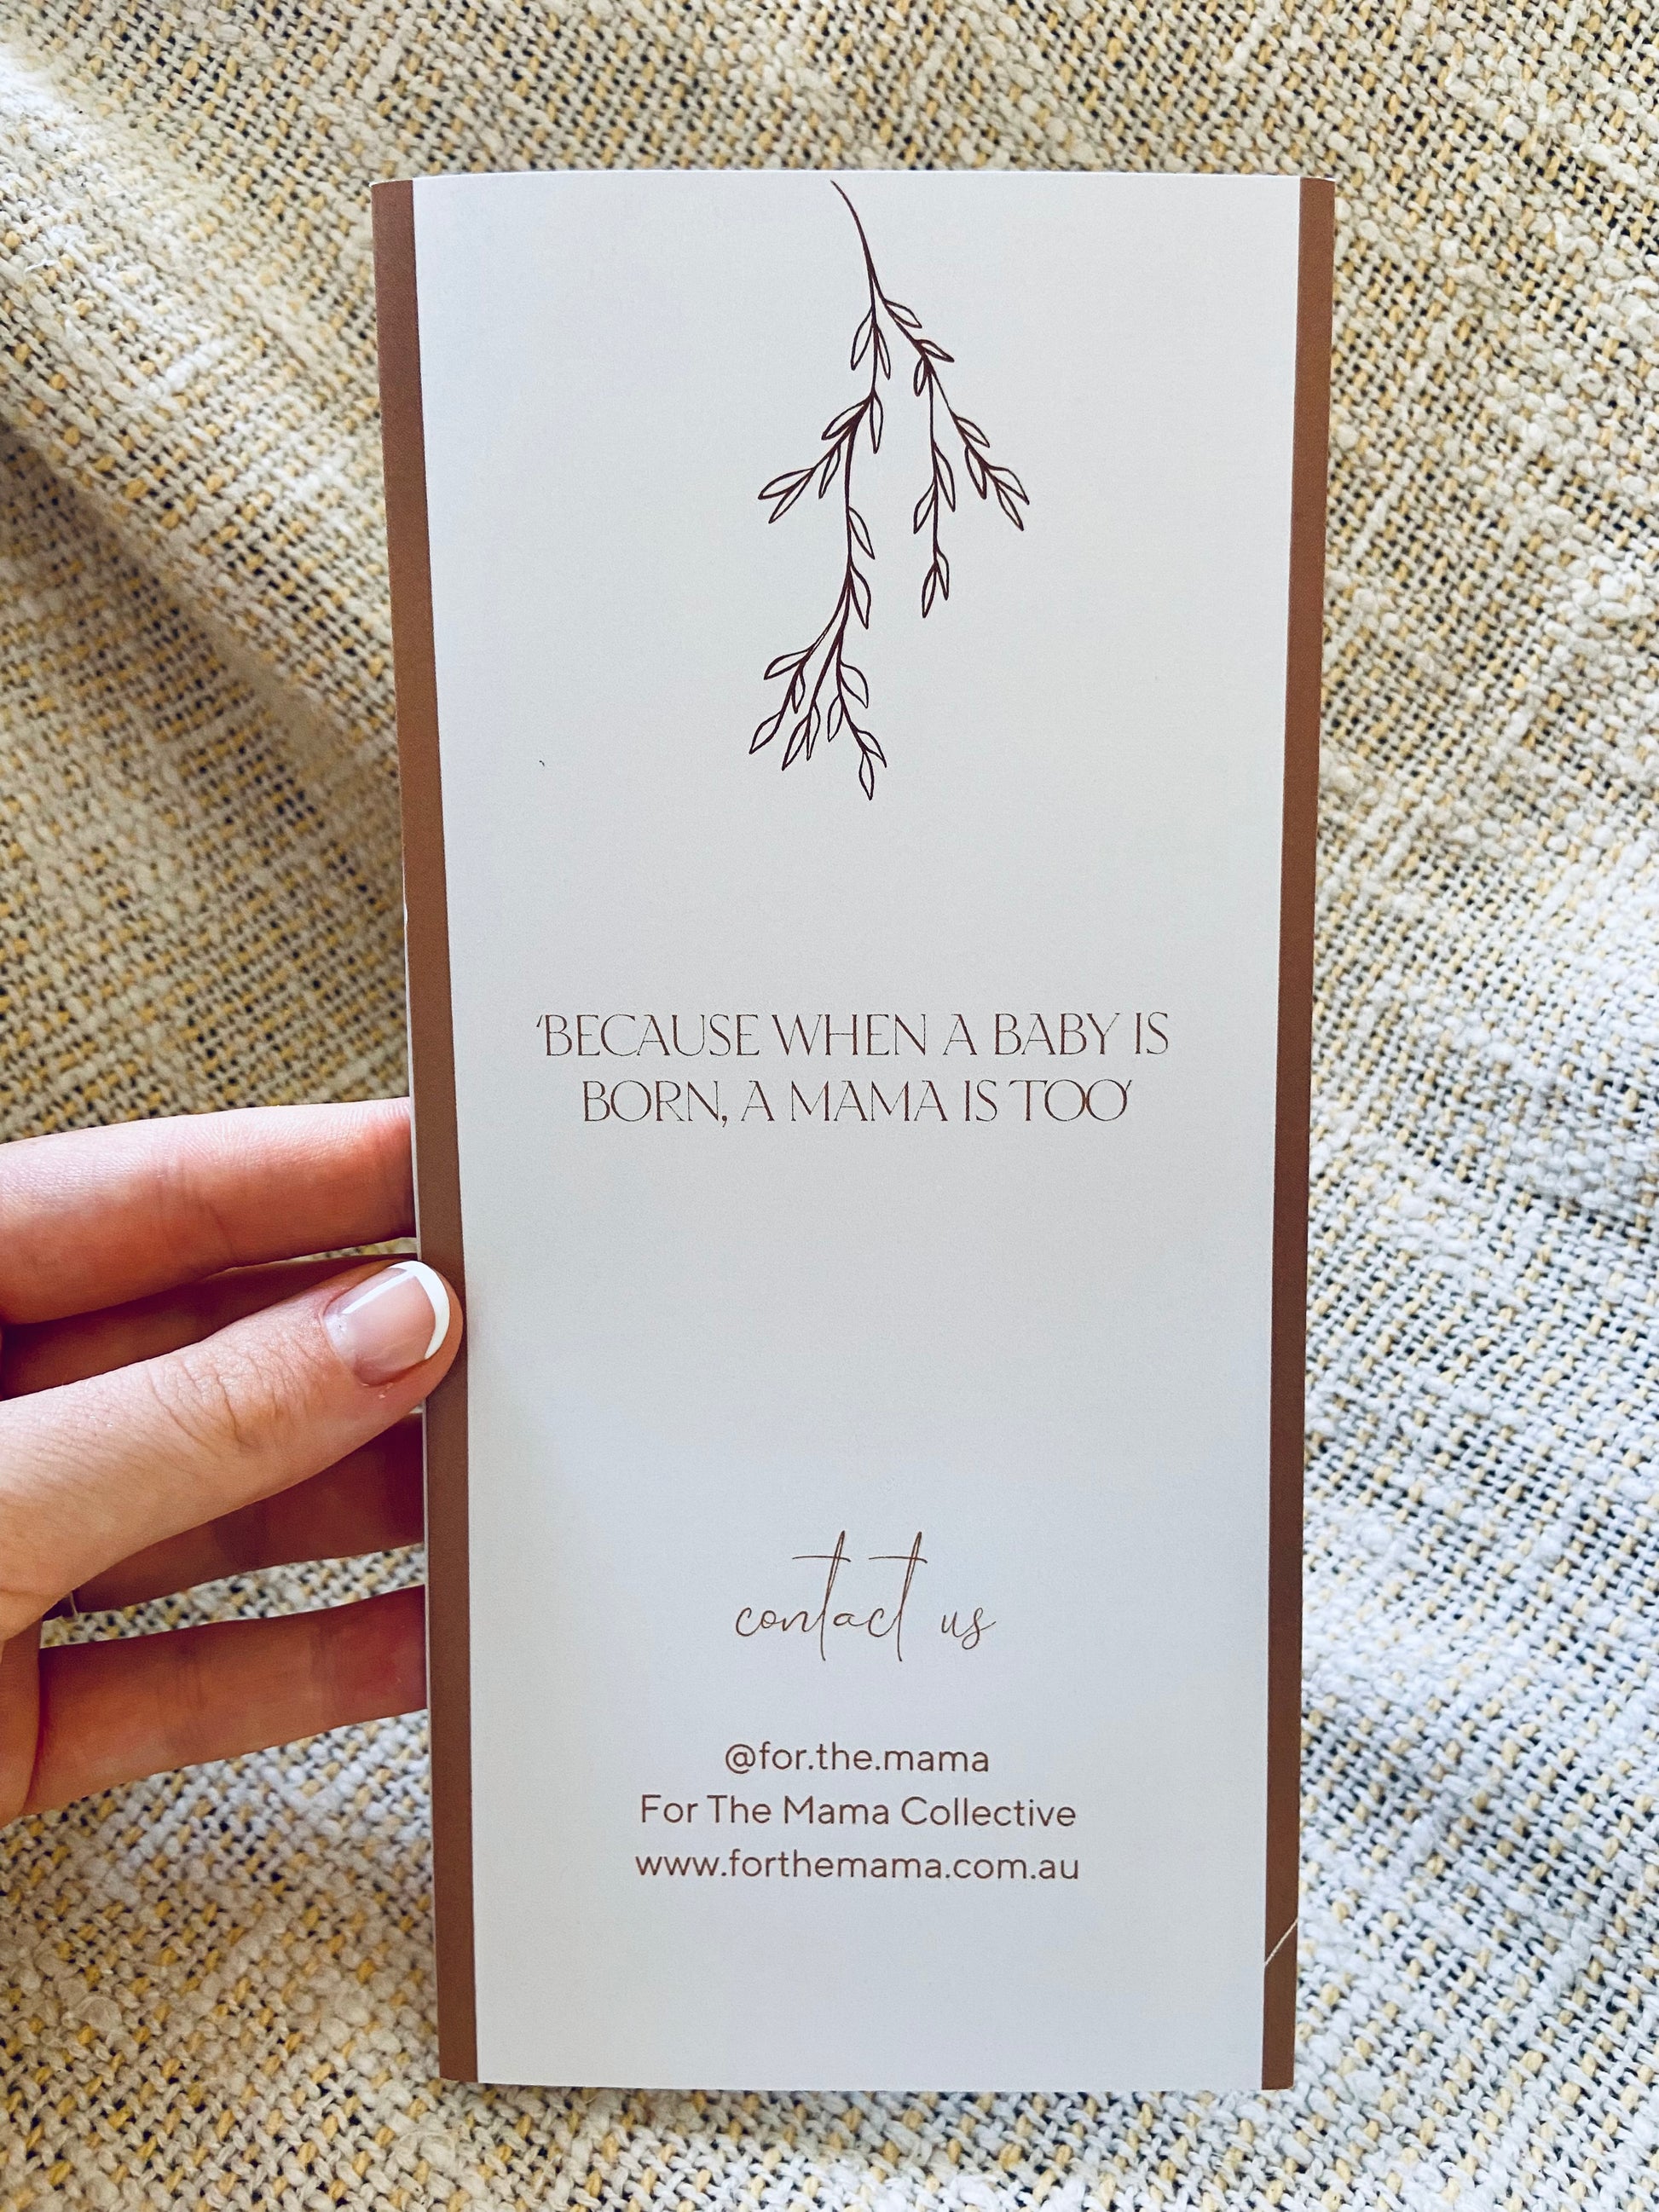 'BECAUSE WHEN A BABY IS
BORN, A MAMA IS TOO'
contact us
@for.the.mama
For The Mama Collective
www.forthemama.com.au